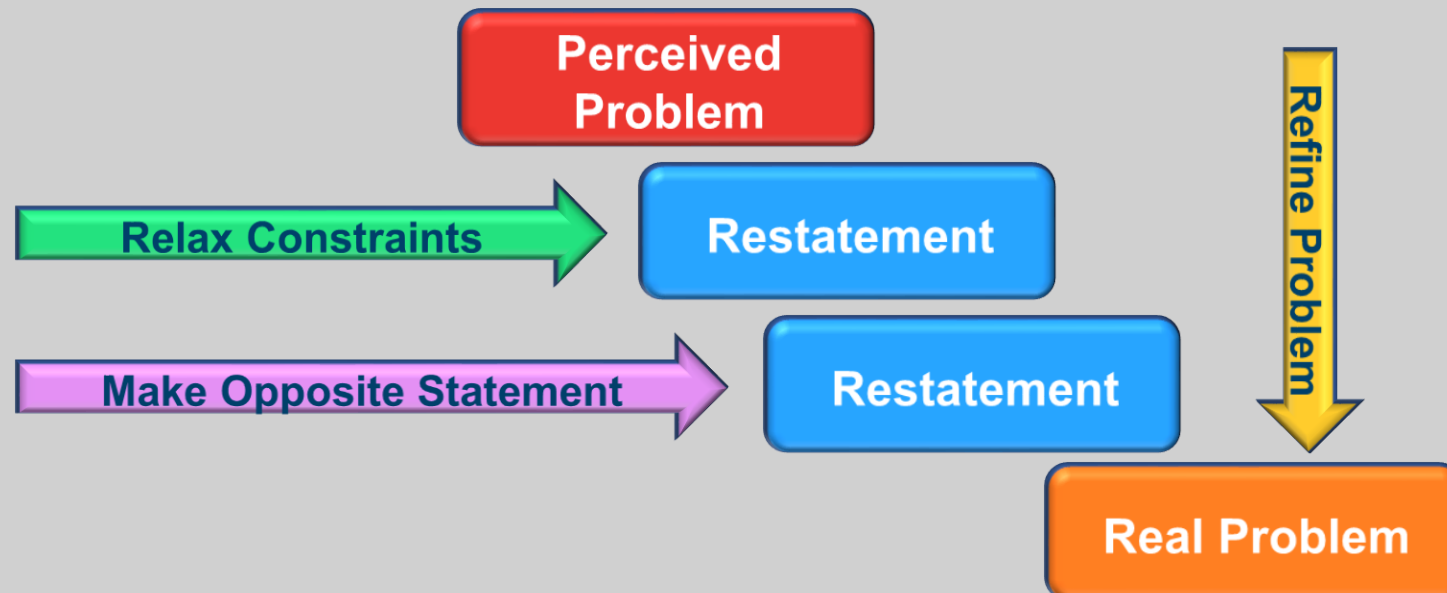 Perceived
Problem
Relax Constraints
Restatement
Refine Problem
Make Opposite Statement
Restatement
Real Problem